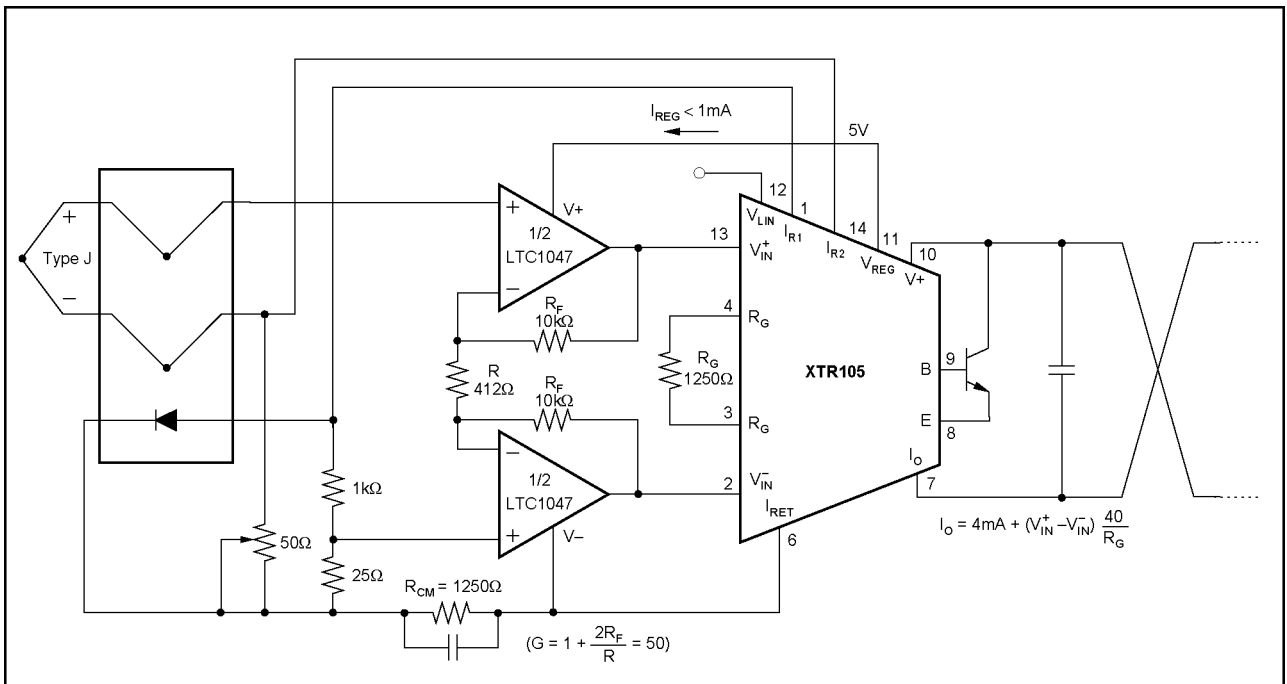 I_REG < 1mA
5V
12
1
14
11
10
V_LIN
I_R1
I_R2
V_REG
V+
+
Type J
−
+
1/2
LTC1047
−
V+
13
V_IN^+
R_F
10kΩ
R
412Ω
R_F
10kΩ
4
R_G
R_G
1250Ω
3
R_G
XTR105
B
9
E
8
−
1/2
LTC1047
+
V−
2
V_IN^−
I_RET
6
I_O
7
1kΩ
50Ω
25Ω
R_CM = 1250Ω
(G = 1 + 2R_F/R = 50)
I_O = 4mA + (V_IN^+ − V_IN^−) 40/R_G